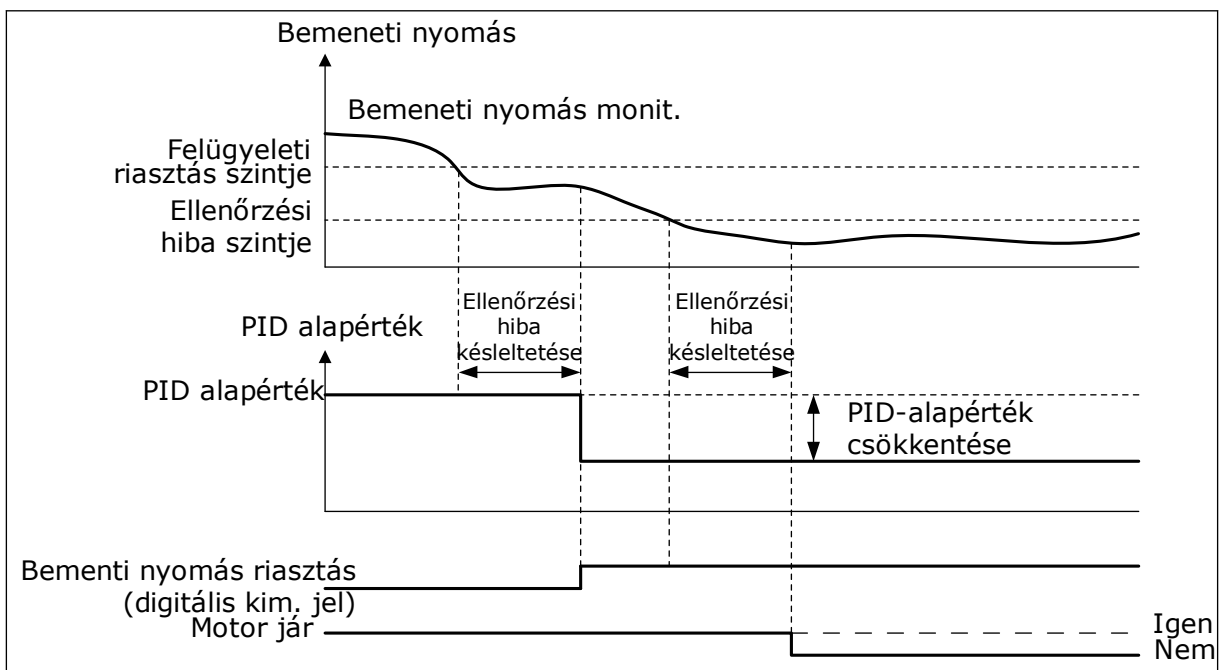 Bemeneti nyomás
Bemeneti nyomás monit.
Felügyeleti
riasztás szintje
Ellenőrzési
hiba szintje
Ellenőrzési
hiba
késleltetése
Ellenőrzési
hiba
késleltetése
PID alapérték
PID alapérték
PID-alapérték
csökkentése
Bementi nyomás riasztás
(digitális kim. jel)
Motor jár
Igen
Nem